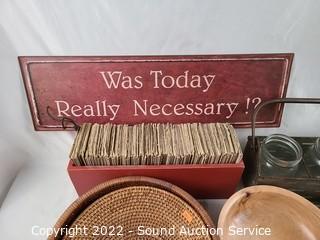 Was Today
Really Necessary !?
Copyright 2022 - Sound Auction Service